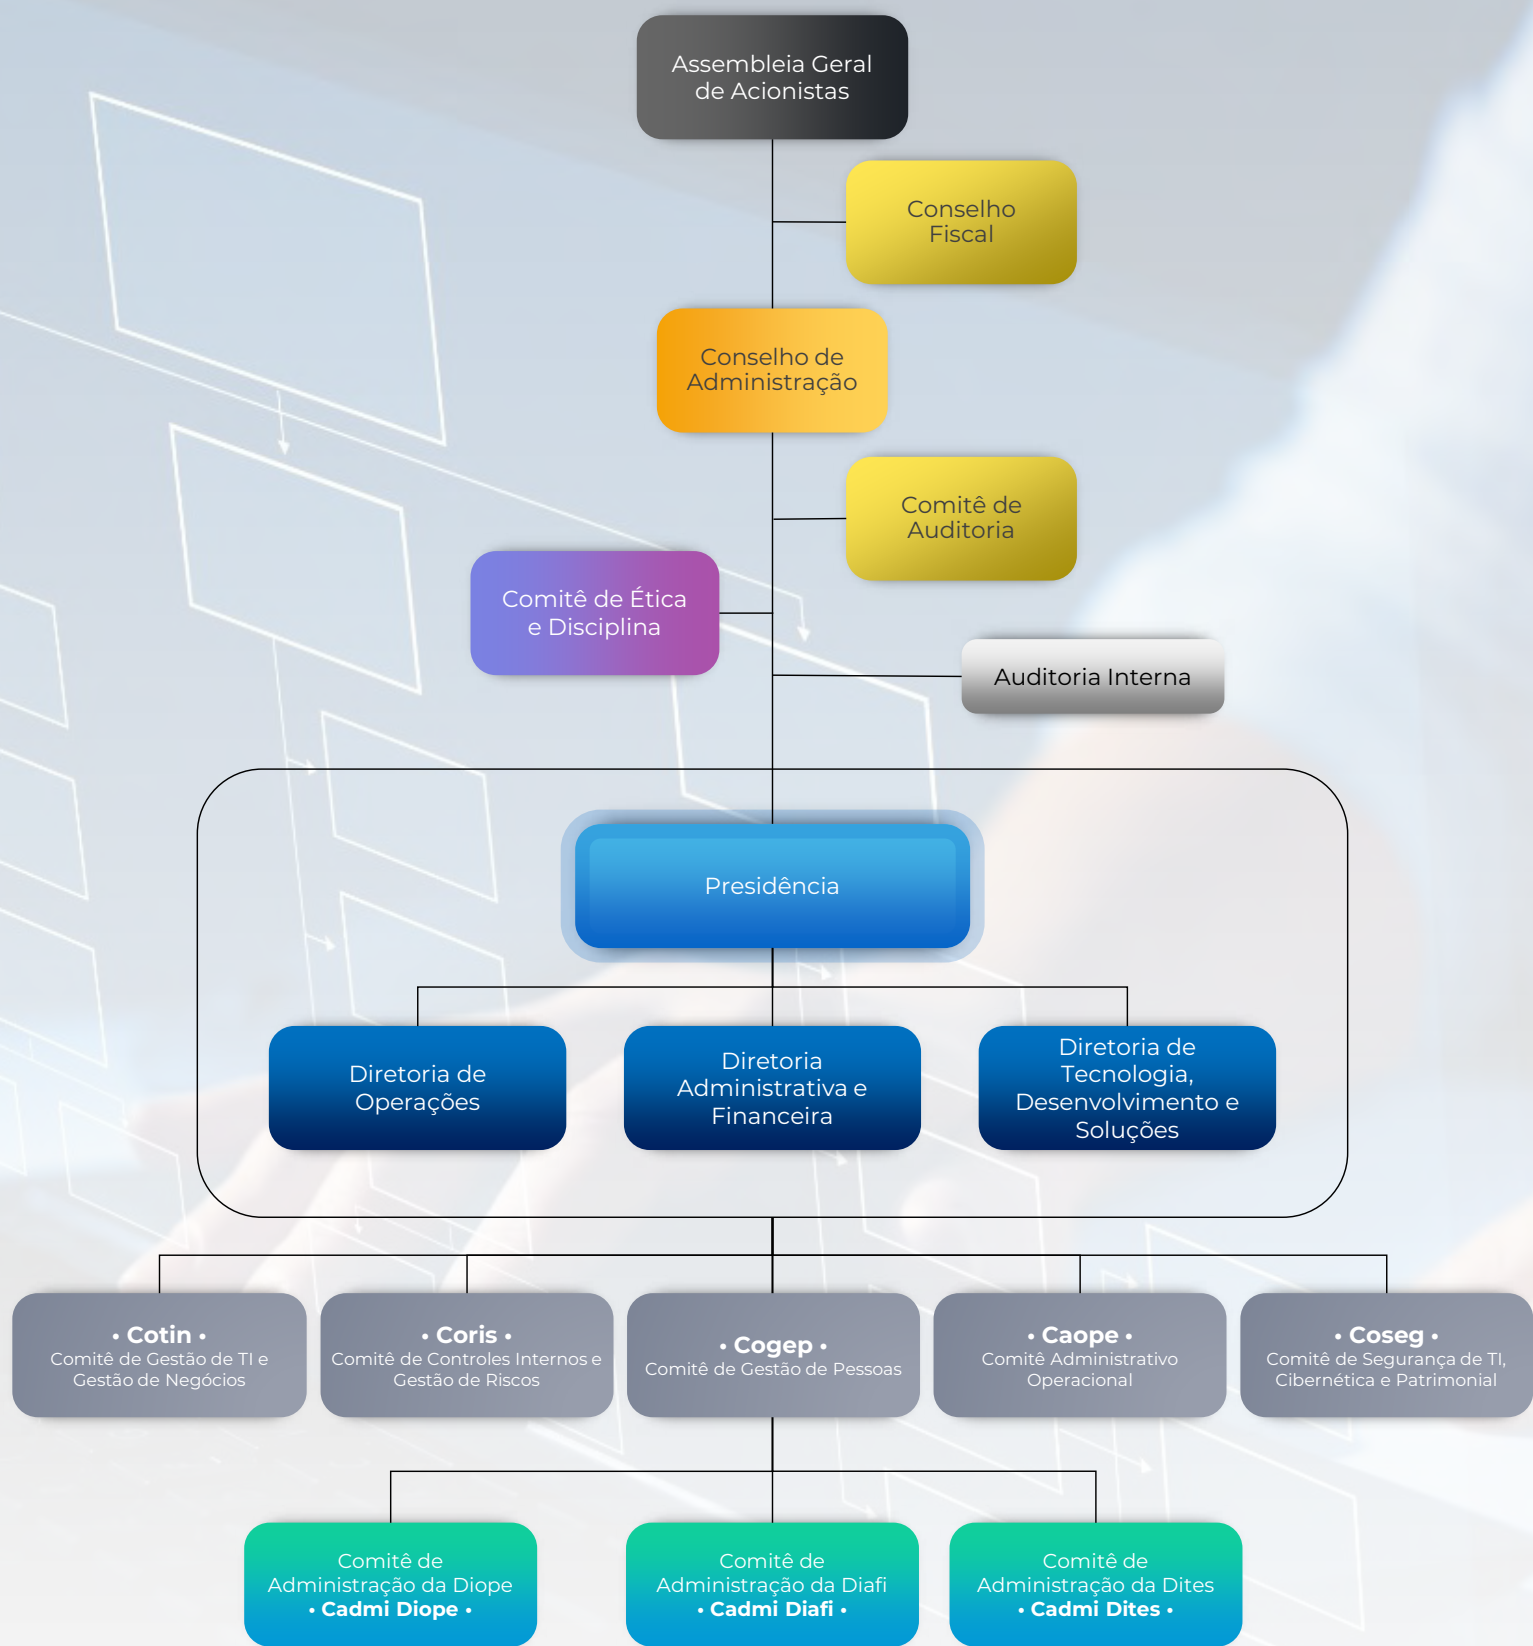 Assembleia Geral
de Acionistas
Conselho
Fiscal
Conselho de
Administração
Comitê de
Auditoria
Comitê de Ética
e Disciplina
Auditoria Interna
Presidência
Diretoria de
Operações
Diretoria
Administrativa e
Financeira
Diretoria de
Tecnologia,
Desenvolvimento e
Soluções
• Cotin •
Comitê de Gestão de TI e
Gestão de Negócios
• Coris •
Comitê de Controles Internos e
Gestão de Riscos
• Cogep •
Comitê de Gestão de Pessoas
• Caope •
Comitê Administrativo
Operacional
• Coseg •
Comitê de Segurança de TI,
Cibernética e Patrimonial
Comitê de
Administração da Diope
• Cadmi Diope •
Comitê de
Administração da Diafi
• Cadmi Diafi •
Comitê de
Administração da Dites
• Cadmi Dites •